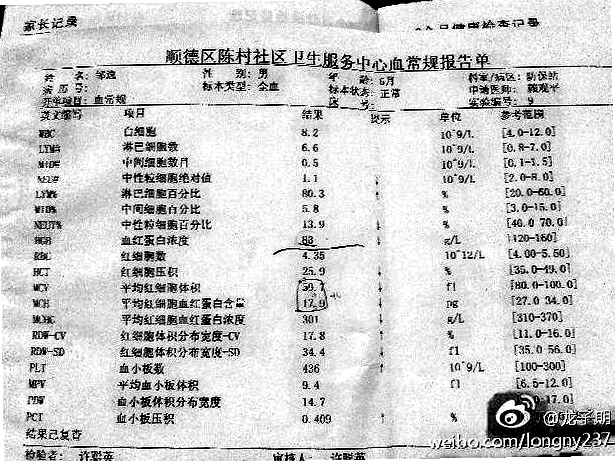 家长记录
个月健康检查记录
顺德区陈村社区卫生服务中心血常规报告单
姓 名: 邹逸 性 别: 男 年 龄: 6月 科室/病区: 防保站
病历号: 标本类型: 全血 标本状态: 正常 申请医师: 魏观平
开单项目: 血常规 实验编号: 9
英文缩写 项目 结果 提示 单位 参考范围
WBC 白细胞 8.2 10^9/L [4.0-12.0]
LYM# 淋巴细胞数 6.6 10^9/L [0.8-7.0]
MID# 中间细胞数目 0.5 10^9/L [0.1-1.5]
NEU# 中性粒细胞绝对值 1.1 ↓ 10^9/L [2.0-8.0]
LYM% 淋巴细胞百分比 80.3 ↑ % [20.0-60.0]
MID% 中间细胞百分比 5.8 % [3.0-15.0]
NEUT% 中性粒细胞百分比 13.9 ↓ % [40.0-70.0]
HGB 血红蛋白浓度 83 ↓ g/L [120-160]
RBC 红细胞数 4.35 10^12/L [4.00-5.50]
HCT 红细胞压积 25.9 ↓ % [35.0-49.0]
MCV 平均红细胞体积 59.7 ↓ fl [80.0-100.0]
MCH 平均红细胞血红蛋白含量 17.9 ↓ pg [27.0-34.0]
MCHC 平均红细胞血红蛋白浓度 301 ↓ g/L [310-370]
RDW-CV 红细胞体积分布宽度-CV 17.8 ↑ % [11.0-16.0]
RDW-SD 红细胞体积分布宽度-SD 34.4 ↓ fl [35.0-56.0]
PLT 血小板数 436 ↑ 10^9/L [100-300]
MPV 平均血小板体积 9.4 fl [6.5-12.0]
PDW 血小板体积分布宽度 14.7 -17.0]
PCT 血小板压积 0.409 ↑ %
结果已复查
检验者: 许聪英 审核人: 许聪英
@龙子明
weibo.com/longny237